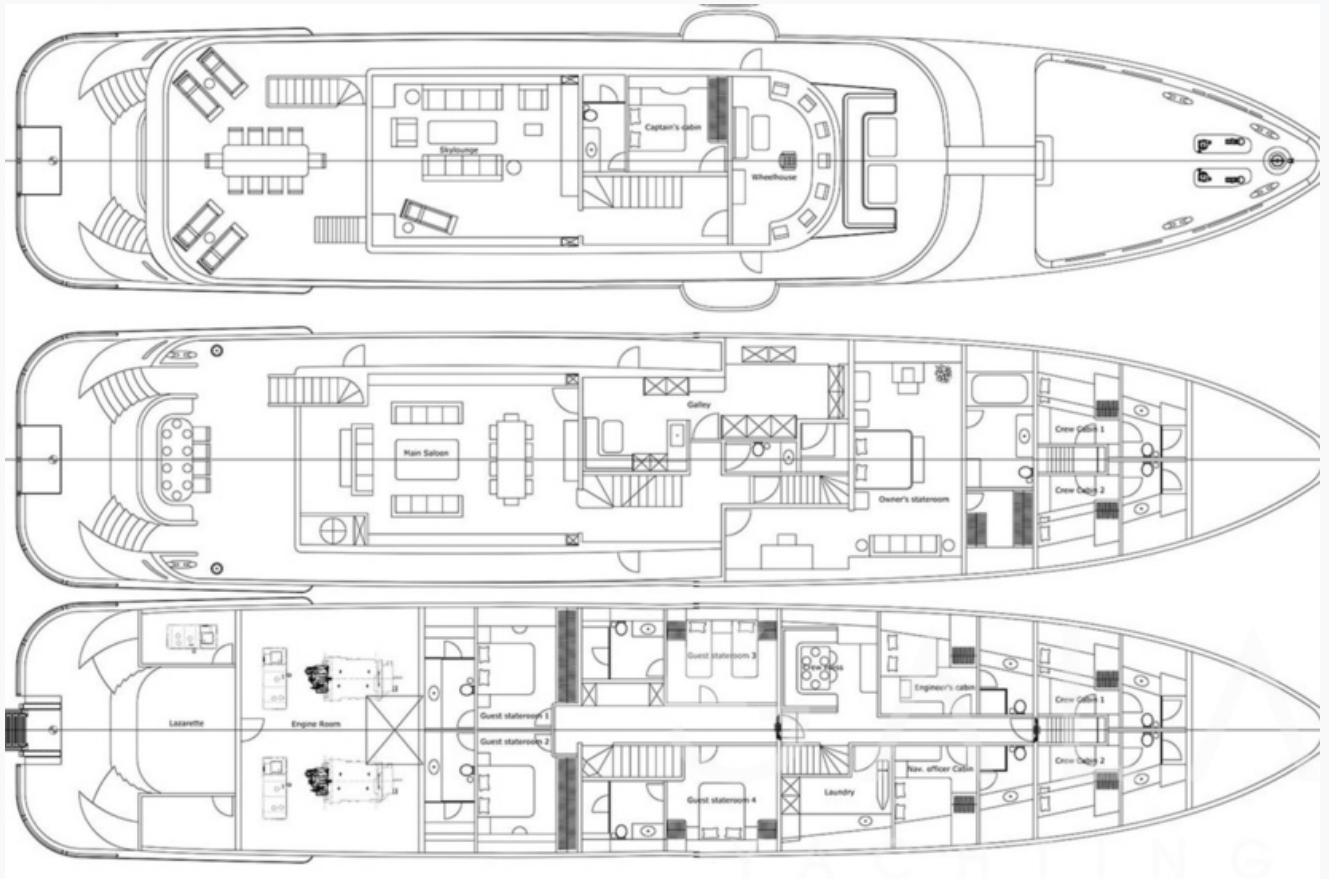 Captain's cabin
Skylounge
Wheelhouse
Galley
Main Saloon
Crew Cabin 1
Owner's stateroom
Crew Cabin 2
Guest stateroom 3
Crew Mess
Engineer's cabin
Crew Cabin 1
Lazarette
Engine Room
Guest stateroom 1
Guest stateroom 2
Crew Cabin 2
Nav. officer Cabin
Laundry
Guest stateroom 4
YACHTING